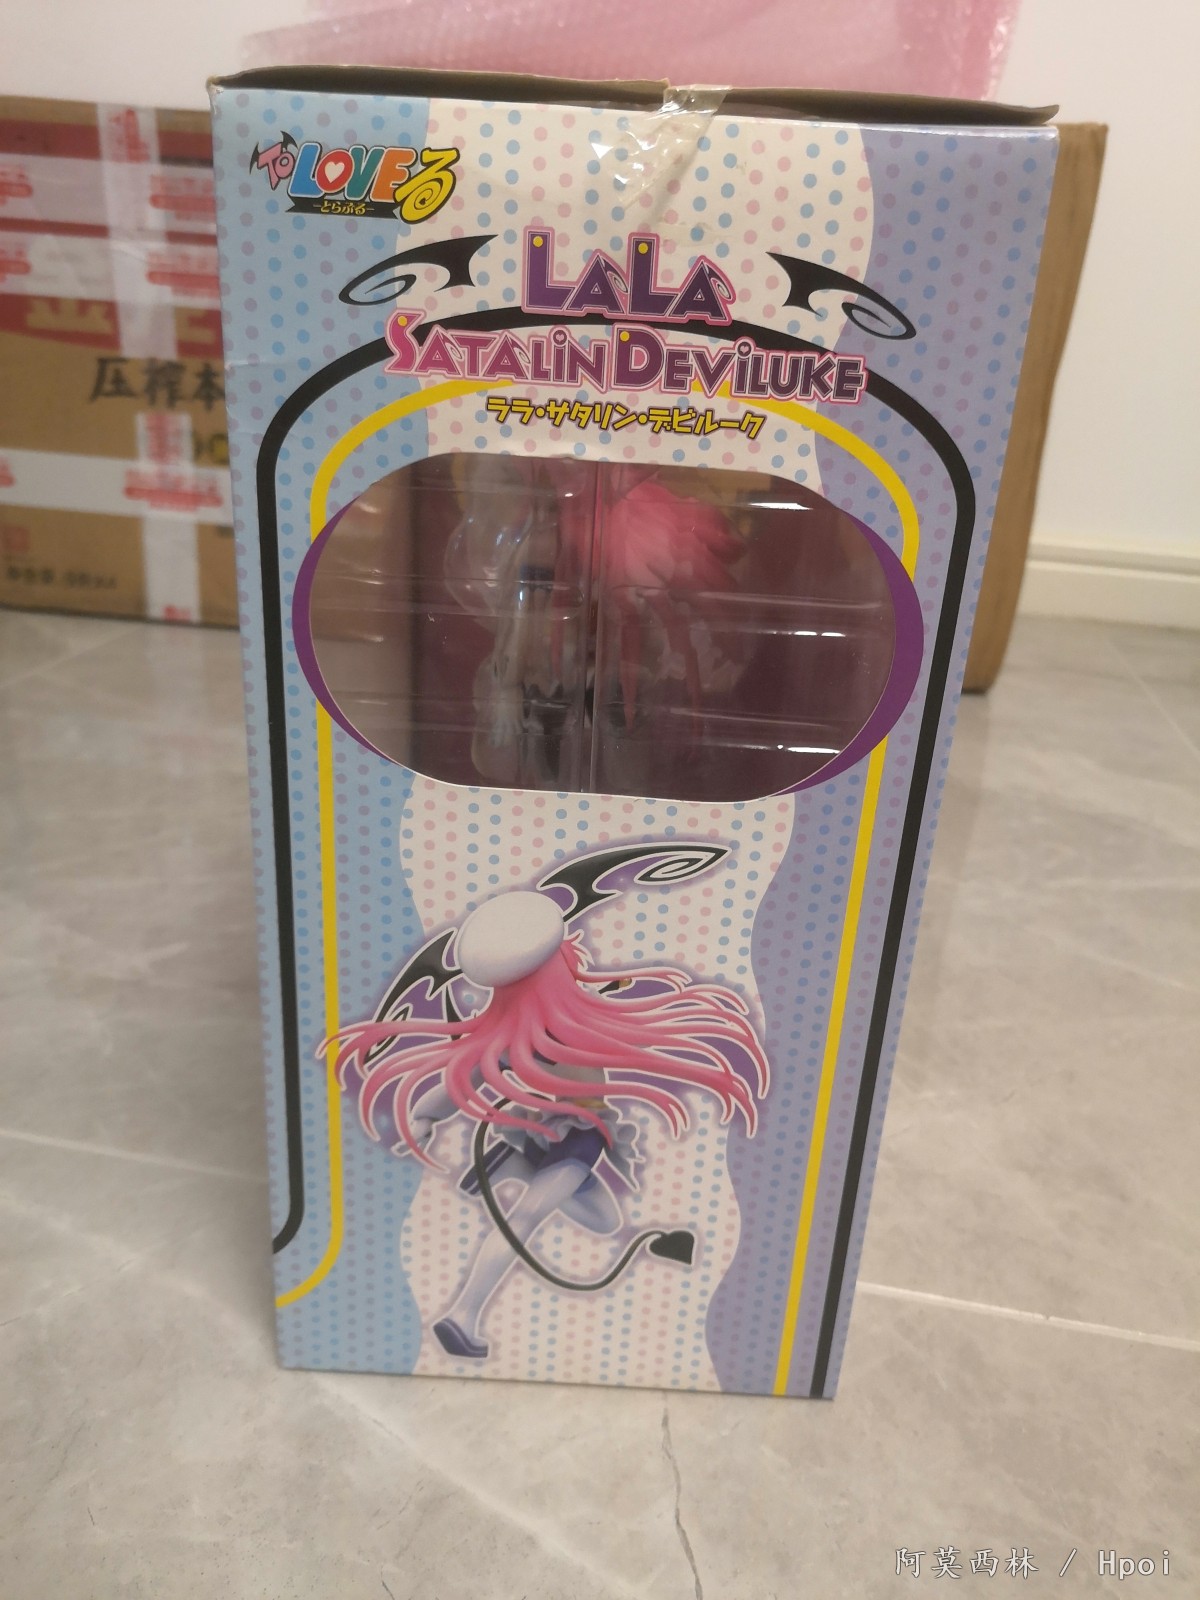 To LOVEる
-とらぶる-
LALA
SATALIN DEVILUKE
ララ・サタリン・デビルーク
压榨本
阿莫西林 / Hpoi